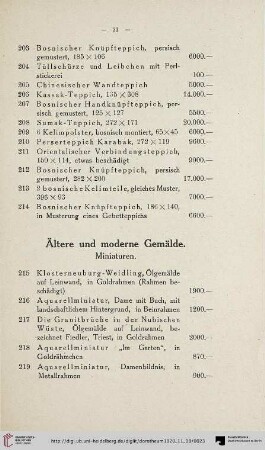 — 11 —
203 Bosnischer Knüpfteppich, persisch
gemustert, 185 × 106 6000.—
204 Tüllschürze und Leibchen mit Perl-
stickerei 100.—
205 Chinesischer Wandteppich 5000.—
206 Kassak-Teppich, 155 × 308 14.000.—
207 Bosnischer Handknüpfteppich, per-
sisch gemustert, 125 × 127 5500.—
208 Sumak-Teppich, 272 × 171 20.000.—
209 6 Kelimpolster, bosnisch montiert, 65 × 45 6000.—
210 Perserteppich Karabak, 272 × 119 9600.—
211 Orientalischer Verbindungsteppich,
159 × 114, etwas beschädigt 9900.—
212 Bosnischer Knüpfteppich, persisch
gemustert, 282 × 200 17.000.—
213 3 bosnische Kelimteile, gleiches Muster,
395 × 93 7000.—
214 Bosnischer Knüpfteppich, 186 × 140,
in Musterung eines Gebetteppichs 6600.—
Ältere und moderne Gemälde.
Miniaturen.
215 Klosterneuburg-Weidling, Ölgemälde
auf Leinwand, in Goldrahmen (Rahmen be-
schädigt) 1900.—
216 Aquarellminiatur, Dame mit Buch, mit
landschaftlichem Hintergrund, in Beinrahmen 1200.—
217 Die Granitbrüche in der Nubischen
Wüste, Ölgemälde auf Leinwand, be-
zeichnet Fiedler, Triest, in Goldrahmen 2000.—
218 Aquarellminiatur „Im Garten", in
Goldrähmchen 870.—
219 Aquarellminiatur, Damenbildnis, in
Metallrahmen 900.—